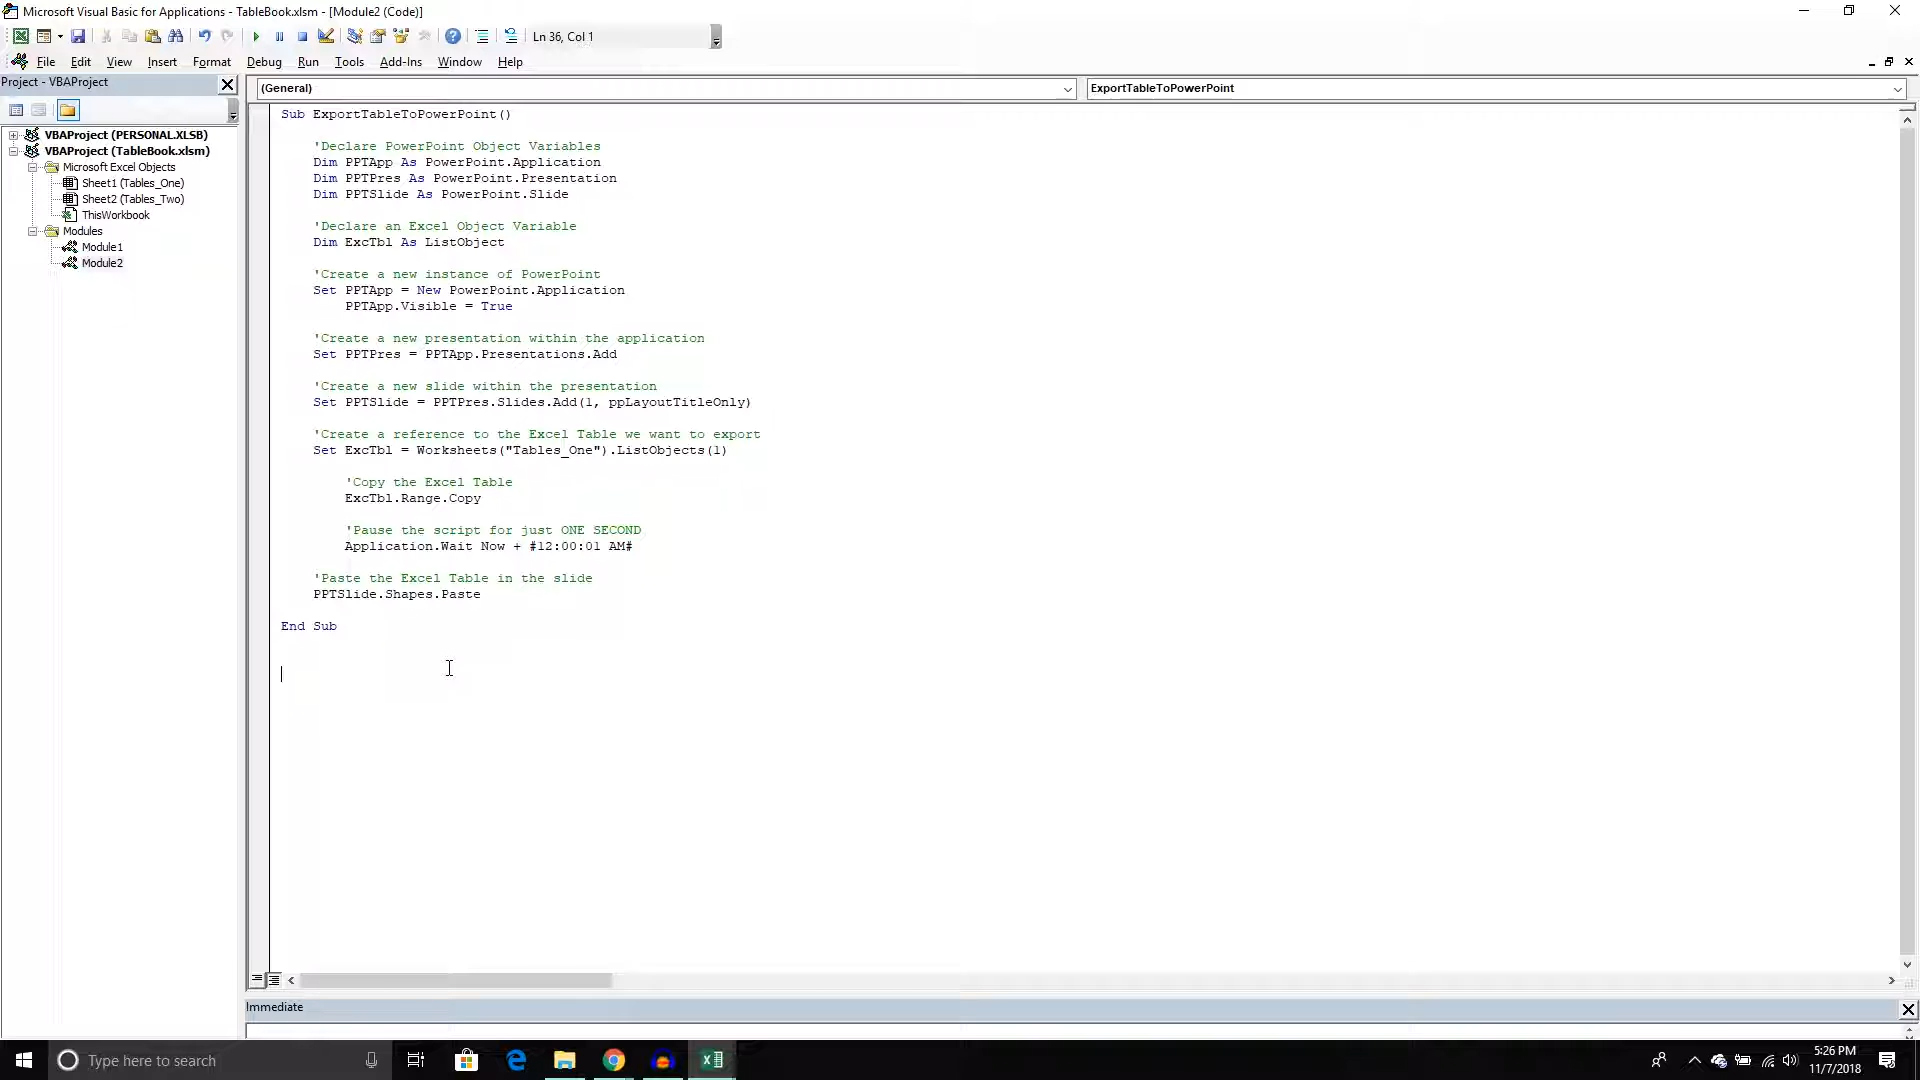 Microsoft Visual Basic for Applications - TableBook.xlsm - [Module2 (Code)]
Ln 36, Col 1
File Edit View Insert Format Debug Run Tools Add-Ins Window Help
Project - VBAProject
(General)
ExportTableToPowerPoint
VBAProject (PERSONAL.XLSB)
VBAProject (TableBook.xlsm)
Microsoft Excel Objects
Sheet1 (Tables_One)
Sheet2 (Tables_Two)
ThisWorkbook
Modules
Module1
Module2
Sub ExportTableToPowerPoint()
'Declare PowerPoint Object Variables
Dim PPTApp As PowerPoint.Application
Dim PPTPres As PowerPoint.Presentation
Dim PPTSlide As PowerPoint.Slide
'Declare an Excel Object Variable
Dim ExcTbl As ListObject
'Create a new instance of PowerPoint
Set PPTApp = New PowerPoint.Application
PPTApp.Visible = True
'Create a new presentation within the application
Set PPTPres = PPTApp.Presentations.Add
'Create a new slide within the presentation
Set PPTSlide = PPTPres.Slides.Add(1, ppLayoutTitleOnly)
'Create a reference to the Excel Table we want to export
Set ExcTbl = Worksheets("Tables_One").ListObjects(1)
'Copy the Excel Table
ExcTbl.Range.Copy
'Pause the script for just ONE SECOND
Application.Wait Now + #12:00:01 AM#
'Paste the Excel Table in the slide
PPTSlide.Shapes.Paste
End Sub
Immediate
Type here to search
5:26 PM
11/7/2018